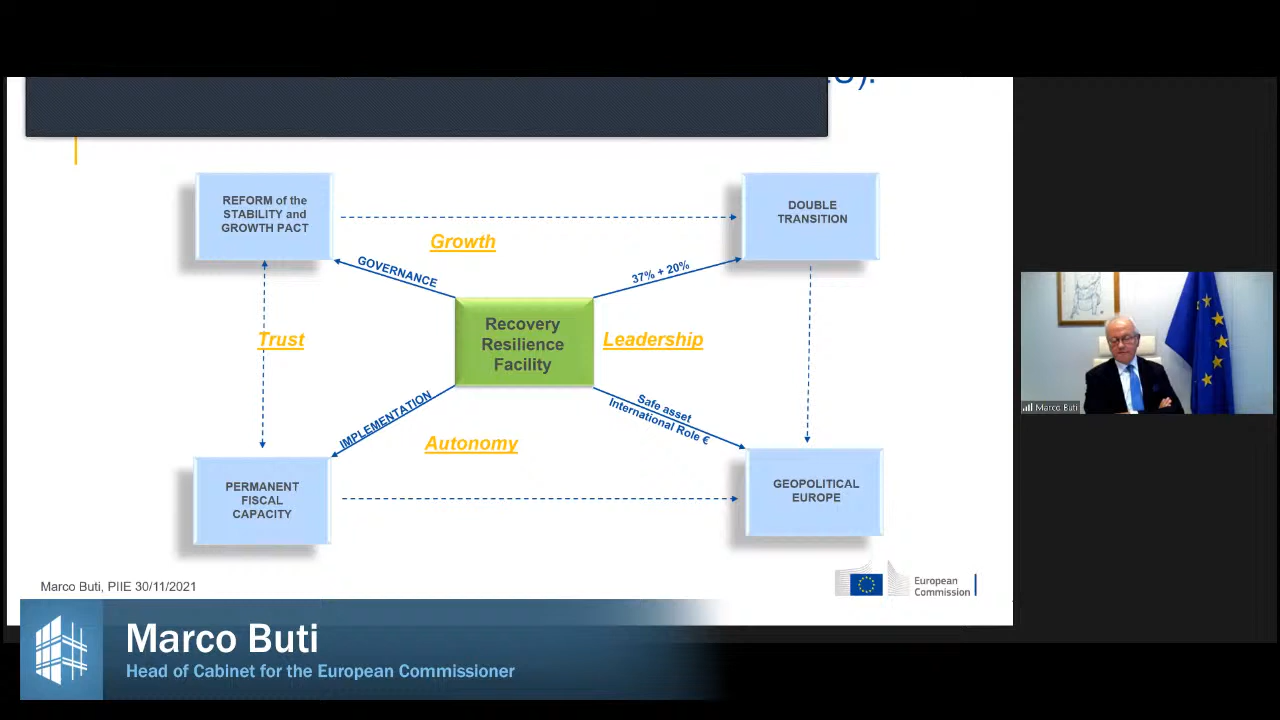 REFORM of the
STABILITY and
GROWTH PACT
DOUBLE
TRANSITION
Growth
GOVERNANCE
37% + 20%
Recovery
Resilience
Facility
Trust
Leadership
IMPLEMENTATION
Safe asset
International Role €
Autonomy
PERMANENT
FISCAL
CAPACITY
GEOPOLITICAL
EUROPE
Marco Buti
Marco Buti, PIIE 30/11/2021
European
Commission
Marco Buti
Head of Cabinet for the European Commissioner